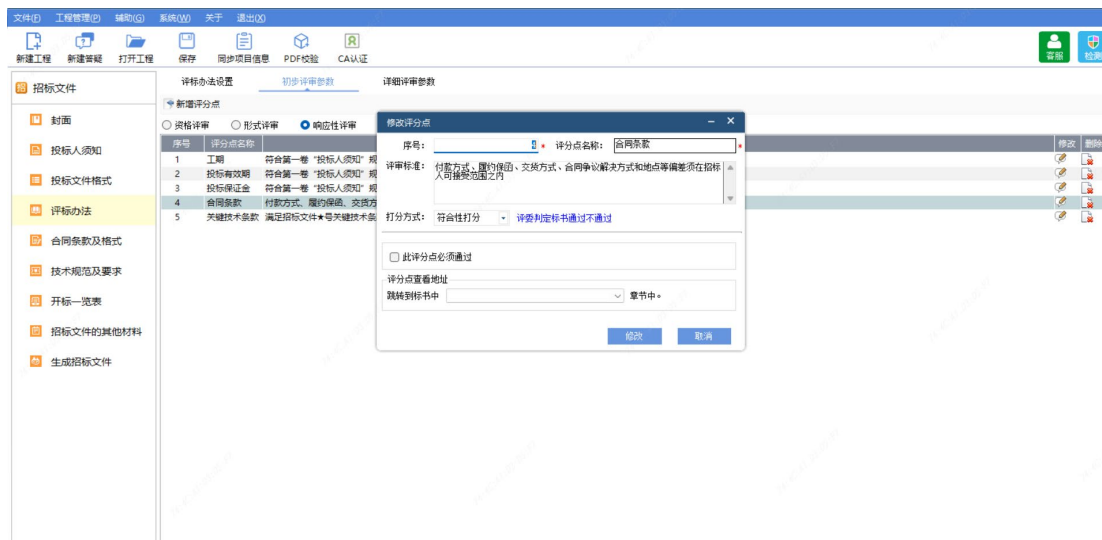 文件(F) 工程管理(P) 辅助(G) 系统(W) 关于 退出(X)
新建工程 新建答疑 打开工程 保存 同步项目信息 PDF校验 CA认证 客服 检测
招标文件
封面
投标人须知
投标文件格式
评标办法
合同条款及格式
技术规范及要求
开标一览表
招标文件的其他材料
生成招标文件
评标办法设置 初步评审参数 详细评审参数
新增评分点
资格评审 形式评审 响应性评审
序号 评分点名称 修改 删除
1 工期 符合第一卷“投标人须知”规
2 投标有效期 符合第一卷“投标人须知”规
3 投标保证金 符合第一卷“投标人须知”规
4 合同条款 付款方式、履约保函、交货方
5 关键技术条款 满足招标文件★号关键技术条
修改评分点
序号: 4 * 评分点名称: 合同条款 *
评审标准: 付款方式、履约保函、交货方式、合同争议解决方式和地点等偏差须在招标
人可接受范围之内
打分方式: 符合性打分 评委判定标书通过不通过
此评分点必须通过
评分点查看地址
跳转到标书中 章节中。
修改 取消